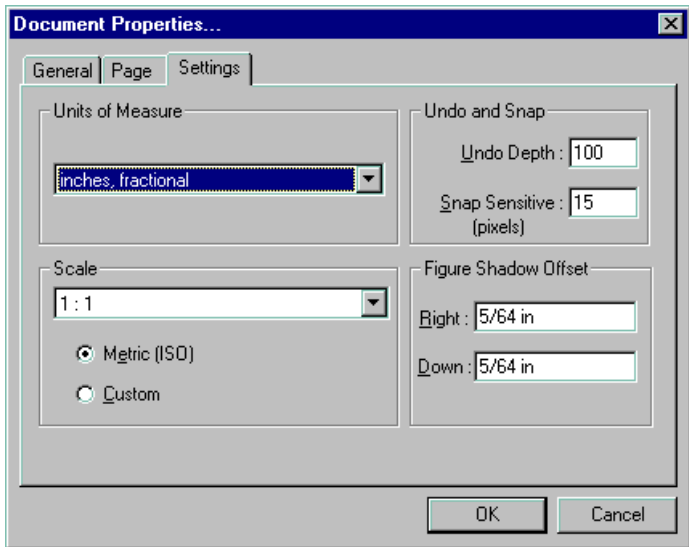 Document Properties...
General Page Settings
Units of Measure
inches, fractional
Undo and Snap
Undo Depth : 100
Snap Sensitive : 15
(pixels)
Scale
1 : 1
Metric (ISO)
Custom
Figure Shadow Offset
Right : 5/64 in
Down : 5/64 in
OK Cancel